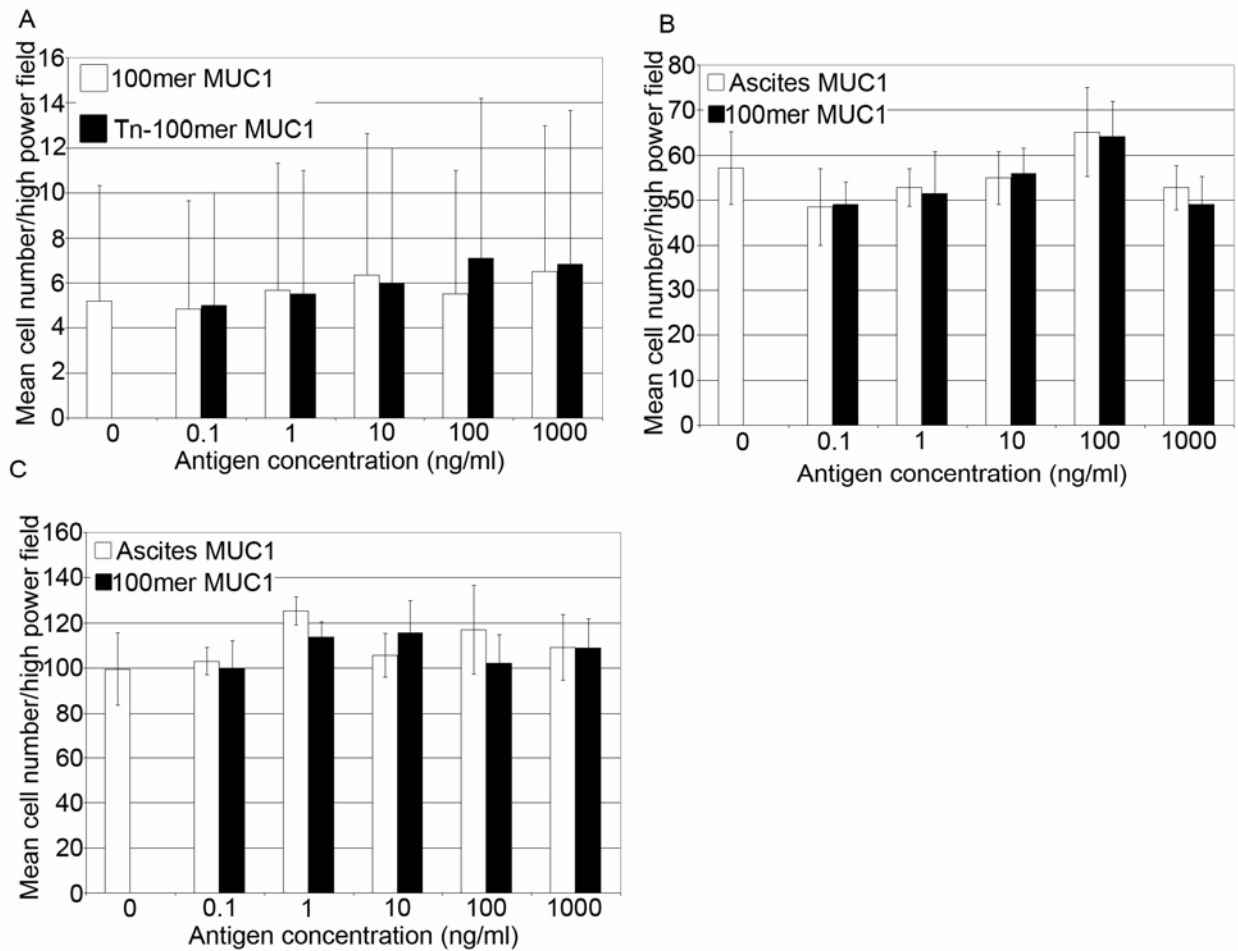 A
Mean cell number/high power field
16
14
12
10
8
6
4
2
0
100mer MUC1
Tn-100mer MUC1
0 0.1 1 10 100 1000
Antigen concentration (ng/ml)
B
Mean cell number/high power field
80
70
60
50
40
30
20
10
0
Ascites MUC1
100mer MUC1
0 0.1 1 10 100 1000
Antigen concentration (ng/ml)
C
Mean cell number/high power field
160
140
120
100
80
60
40
20
0
Ascites MUC1
100mer MUC1
0 0.1 1 10 100 1000
Antigen concentration (ng/ml)